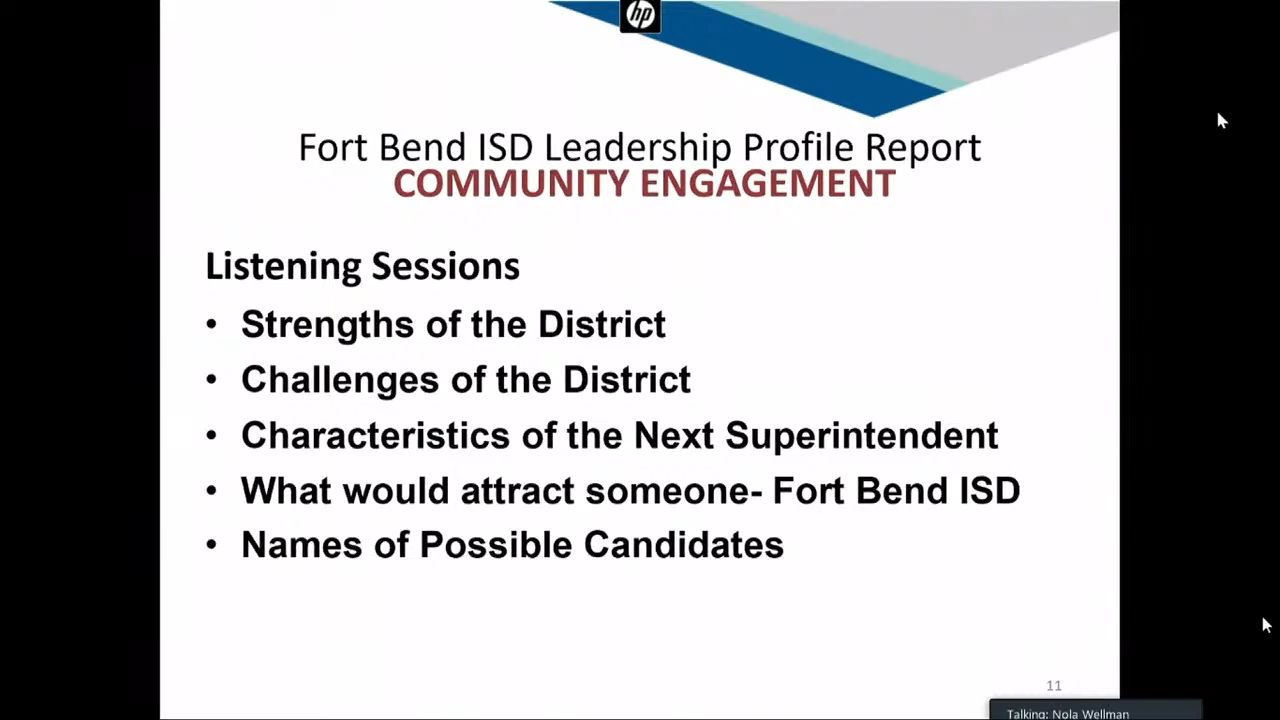 hp
Fort Bend ISD Leadership Profile Report
COMMUNITY ENGAGEMENT
Listening Sessions
• Strengths of the District
• Challenges of the District
• Characteristics of the Next Superintendent
• What would attract someone- Fort Bend ISD
• Names of Possible Candidates
11
Talking: Nola Wellman